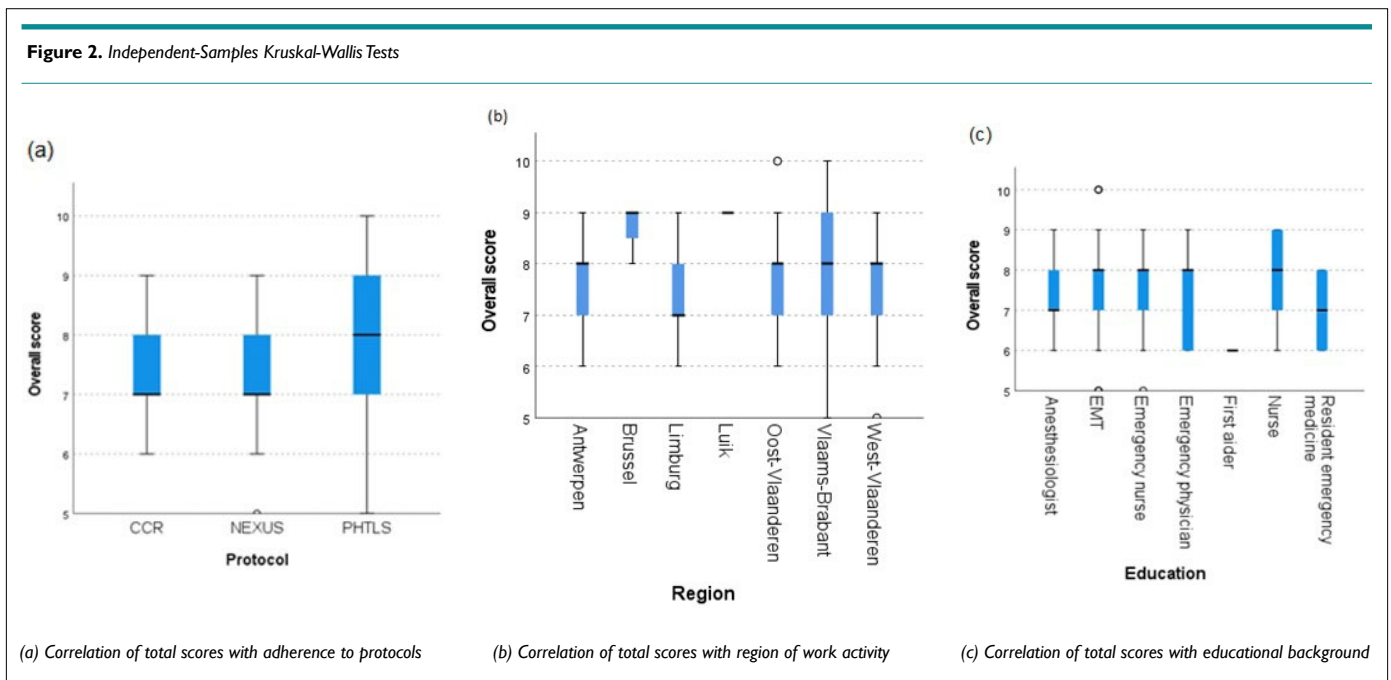 Figure 2. Independent-Samples Kruskal-Wallis Tests
(a)
Overall score
10
9
8
7
6
5
CCR
NEXUS
PHTLS
Protocol
(b)
Overall score
10
9
8
7
6
5
Antwerpen
Brussel
Limburg
Luik
Oost-Vlaanderen
Vlaams-Brabant
West-Vlaanderen
Region
(c)
Overall score
10
9
8
7
6
5
Anesthesiologist
EMT
Emergency nurse
Emergency physician
First aider
Nurse
Resident emergency
medicine
Education
(a) Correlation of total scores with adherence to protocols
(b) Correlation of total scores with region of work activity
(c) Correlation of total scores with educational background